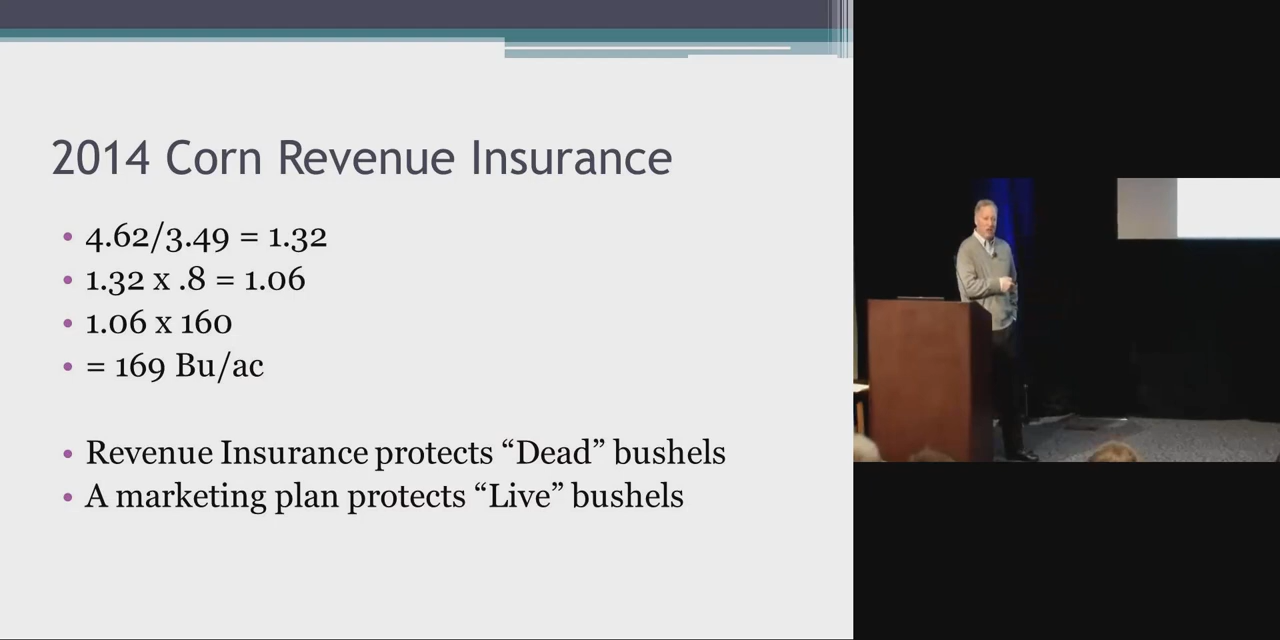 2014 Corn Revenue Insurance
• 4.62/3.49 = 1.32
• 1.32 x .8 = 1.06
• 1.06 x 160
• = 169 Bu/ac
• Revenue Insurance protects “Dead” bushels
• A marketing plan protects “Live” bushels